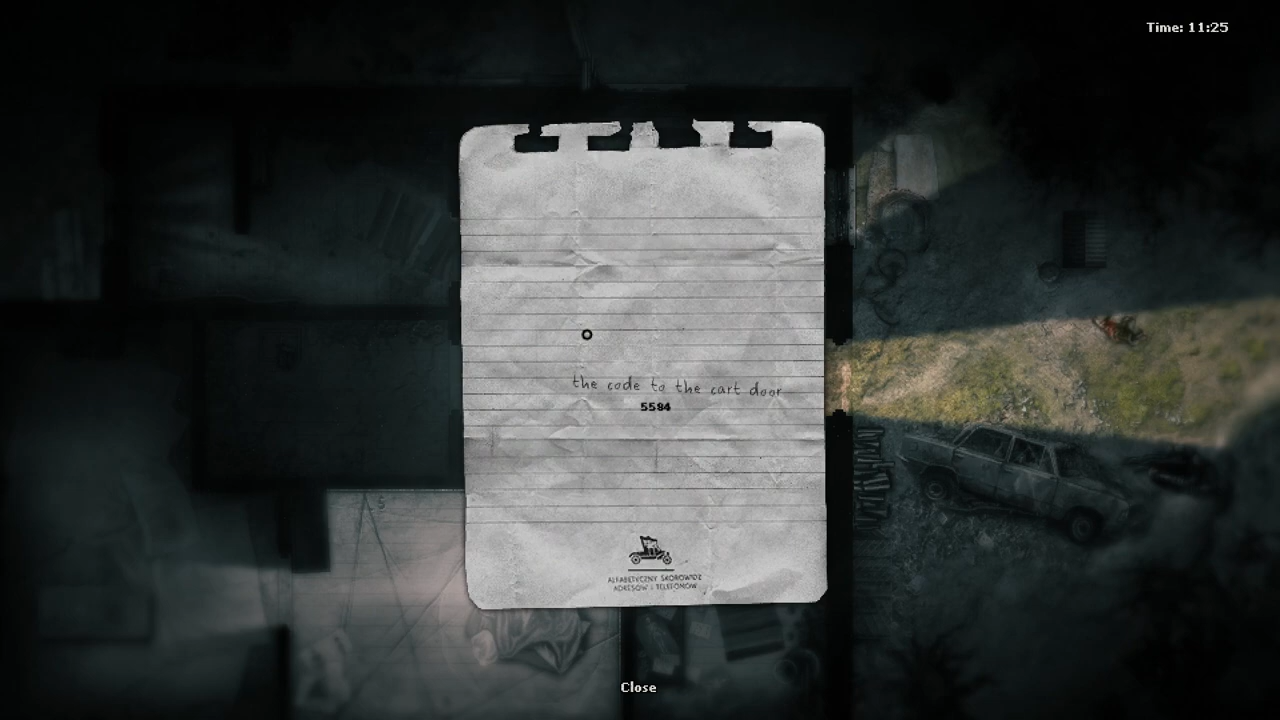 Time: 11:25
the code to the cart door
5584
ALFABETYCZNY SKOROWIDZ
ADRESÓW I TELEFONÓW
Close